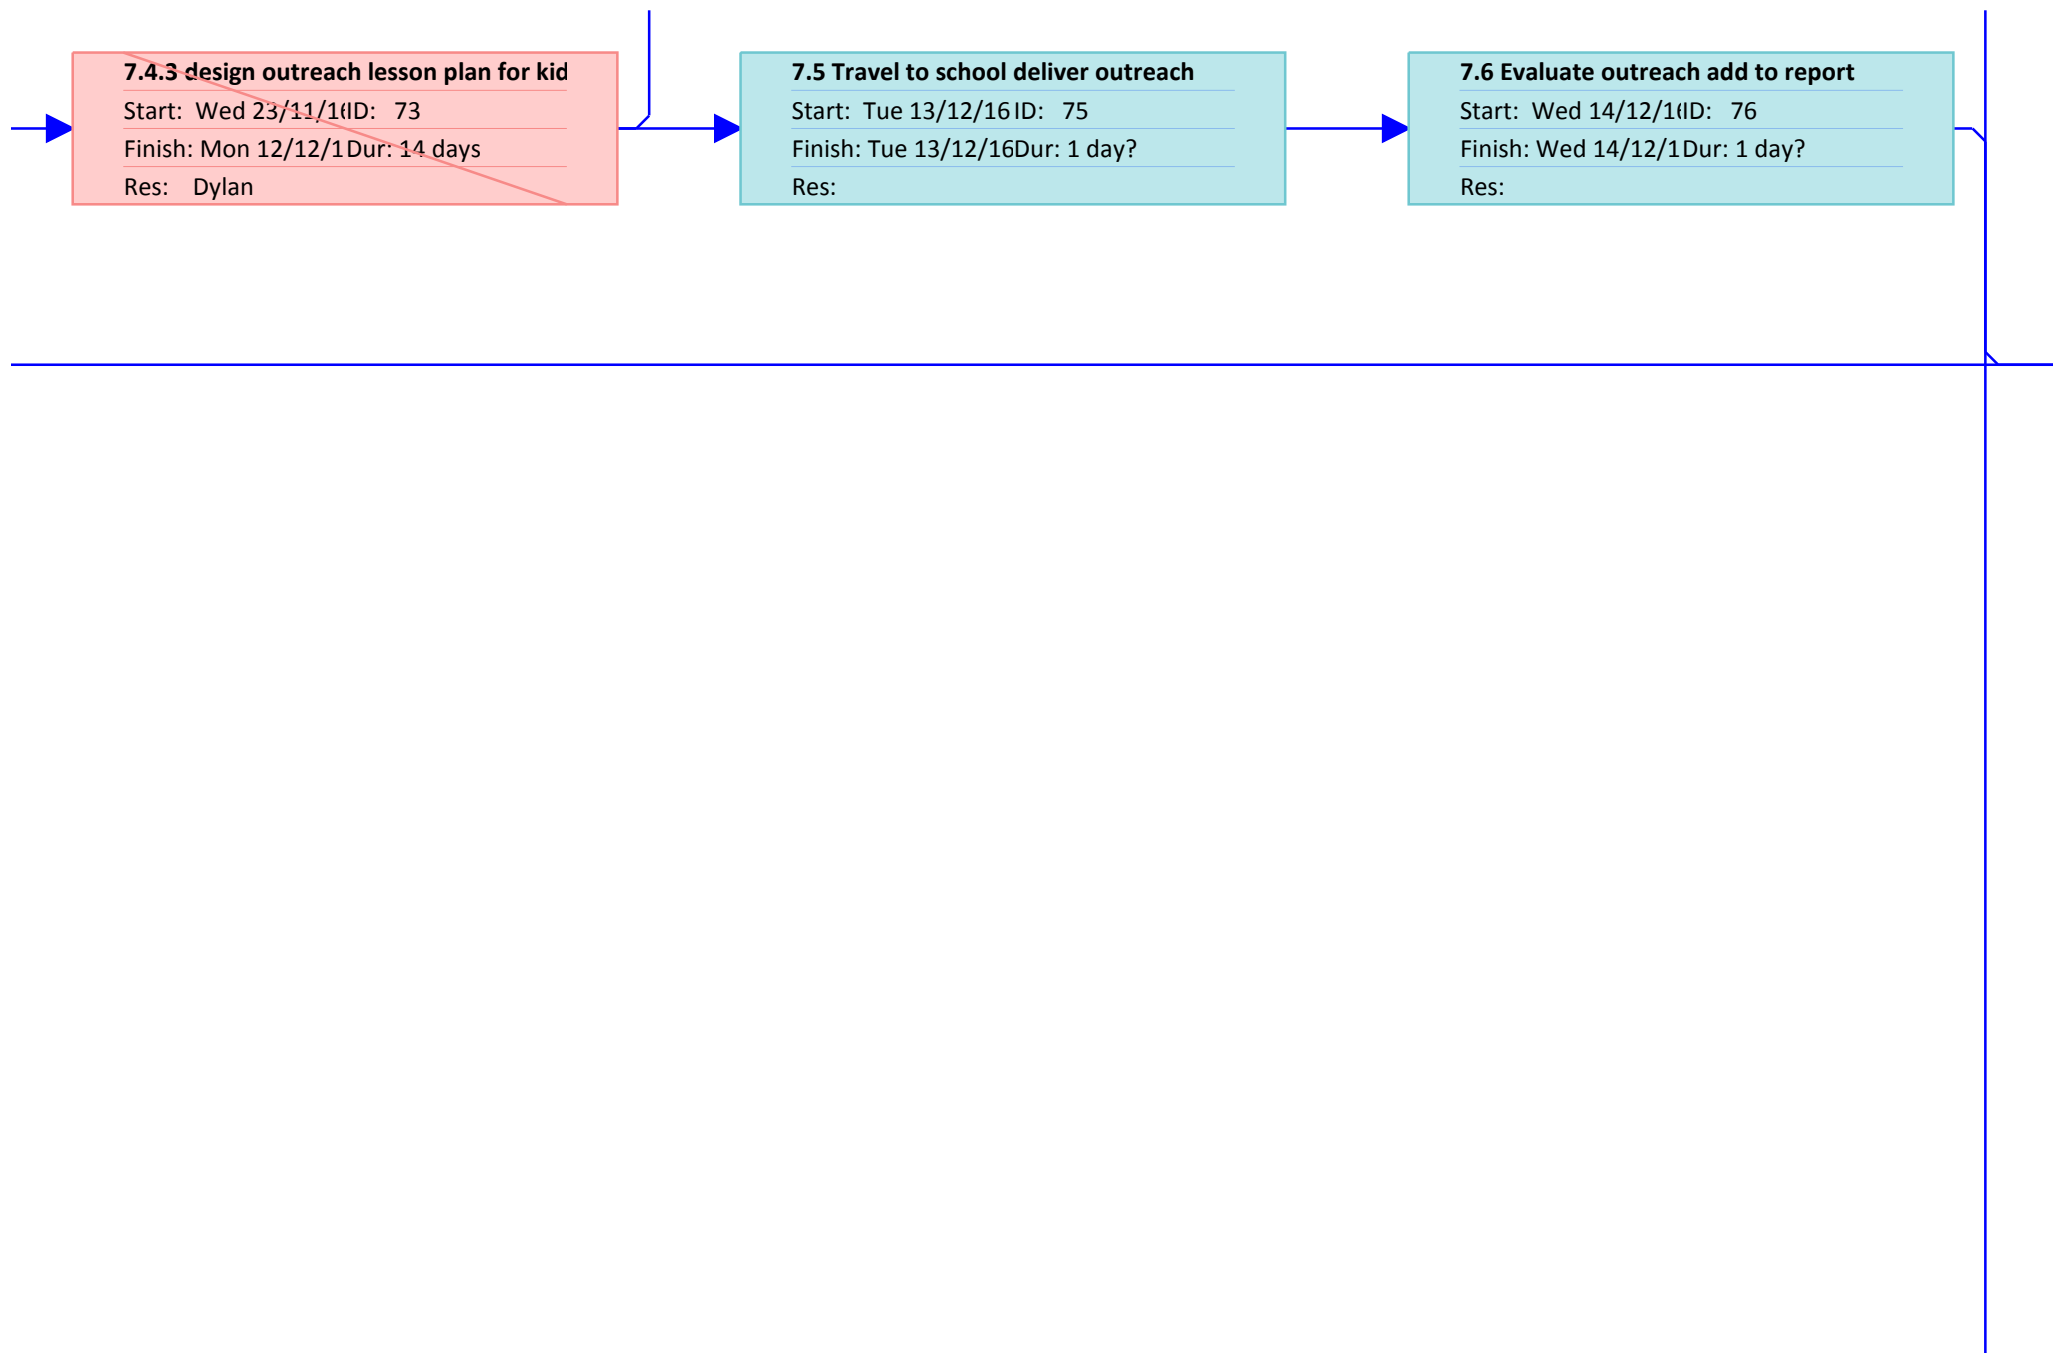 7.4.3 design outreach lesson plan for kid
Start: Wed 23/11/16 ID: 73
Finish: Mon 12/12/1 Dur: 14 days
Res: Dylan
7.5 Travel to school deliver outreach
Start: Tue 13/12/16 ID: 75
Finish: Tue 13/12/16 Dur: 1 day?
Res:
7.6 Evaluate outreach add to report
Start: Wed 14/12/16 ID: 76
Finish: Wed 14/12/1 Dur: 1 day?
Res: